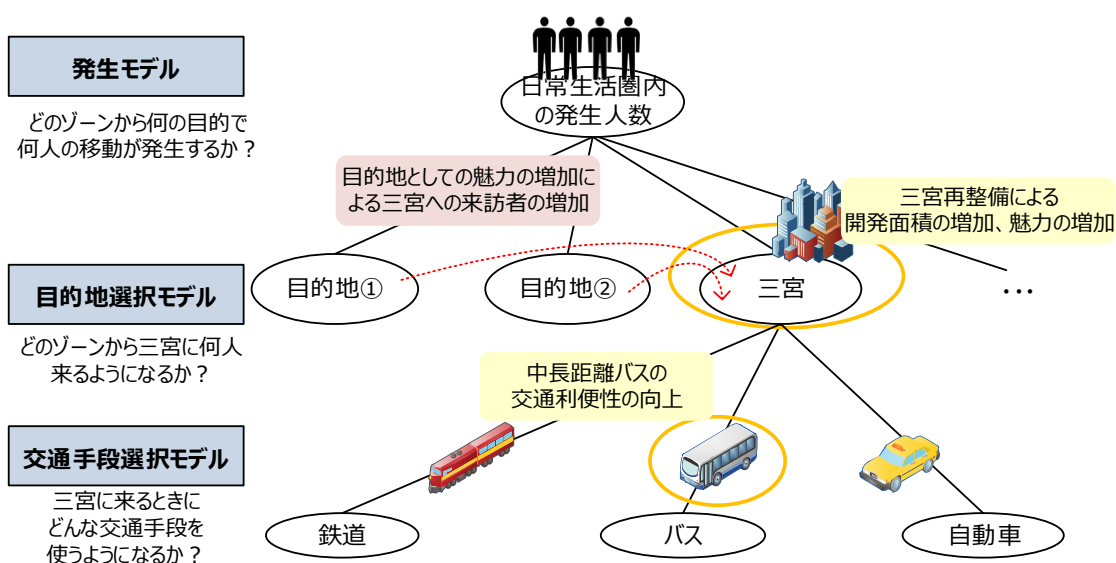 発生モデル
どのゾーンから何の目的で
何人の移動が発生するか？
日常生活圏内
の発生人数
目的地としての魅力の増加に
よる三宮への来訪者の増加
三宮再整備による
開発面積の増加、魅力の増加
目的地選択モデル
どのゾーンから三宮に何人
来るようになるか？
目的地①
目的地②
三宮
…
中長距離バスの
交通利便性の向上
交通手段選択モデル
三宮に来るときに
どんな交通手段を
使うようになるか？
鉄道
バス
自動車